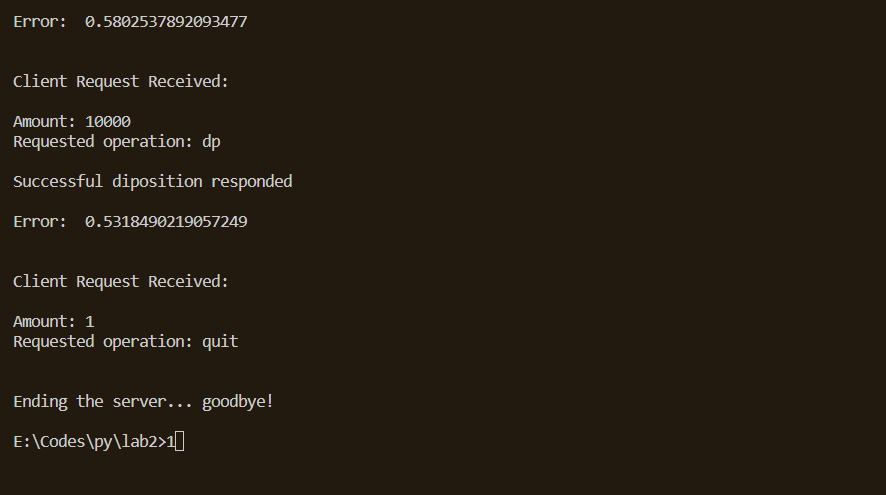 Error:  0.5802537892093477
Client Request Received:
Amount: 10000
Requested operation: dp
Successful diposition responded
Error:  0.5318490219057249
Client Request Received:
Amount: 1
Requested operation: quit
Ending the server... goodbye!
E:\Codes\py\lab2>1